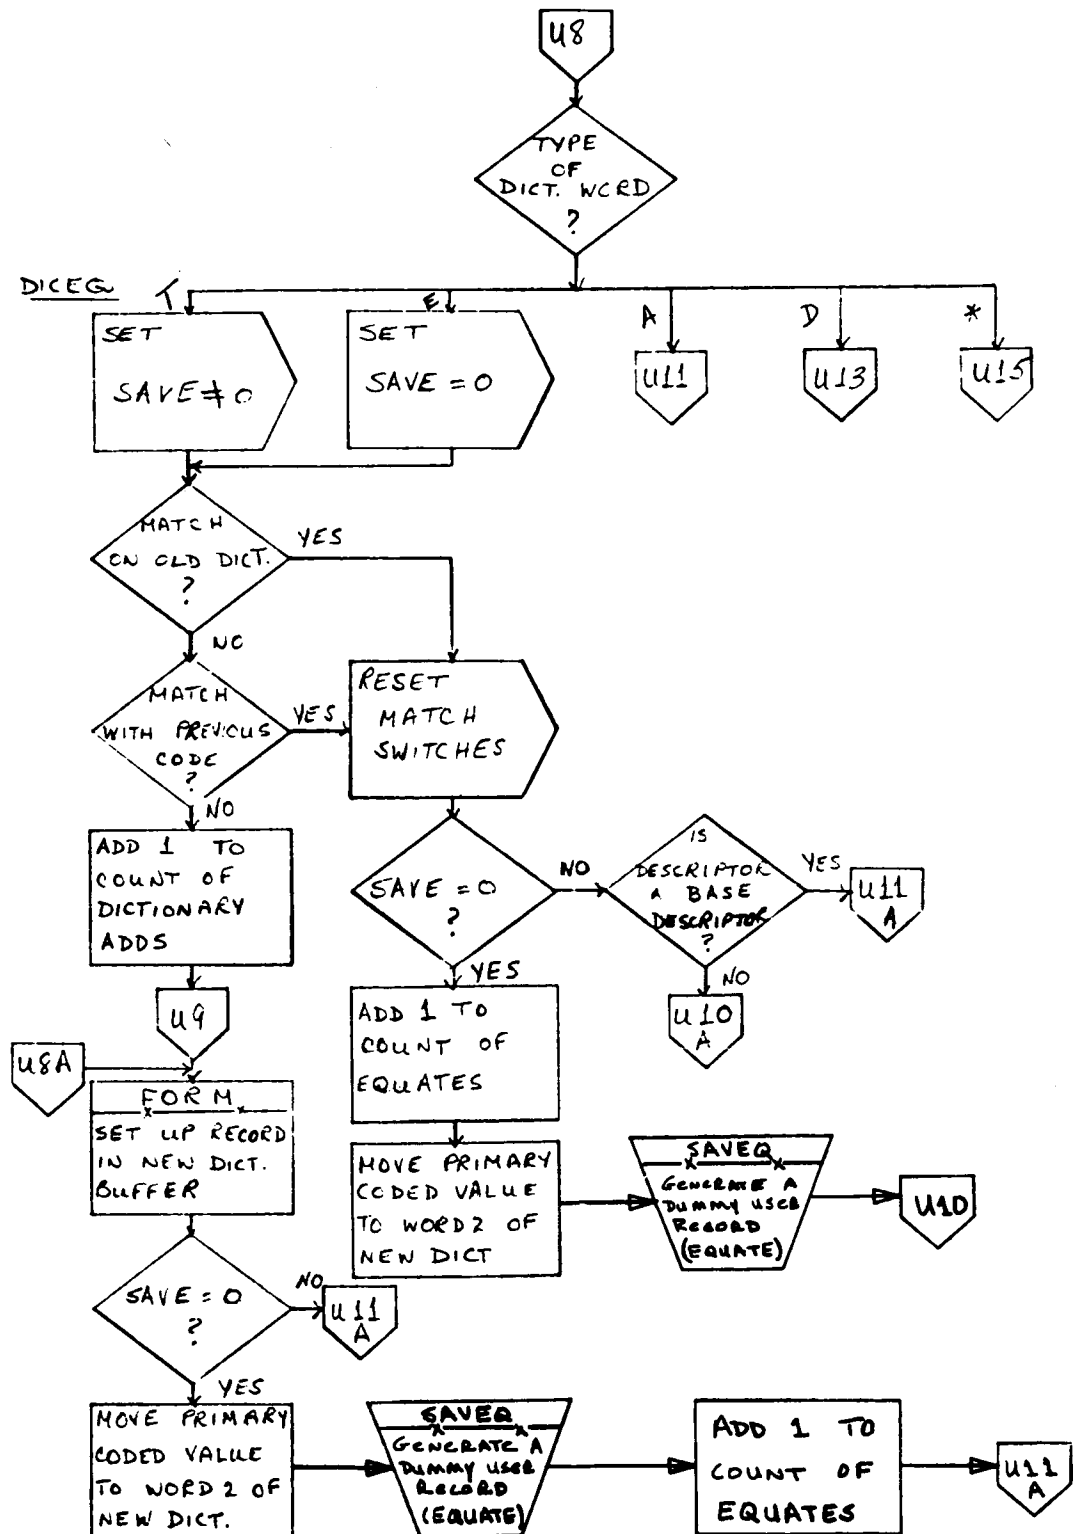 U8
TYPE
OF
DICT. WORD
?
DICEQ
T
E
A
D
*
SET
SAVE ≠ 0
SET
SAVE = 0
U11
U13
U15
MATCH
ON OLD DICT.
?
YES
NO
MATCH
WITH PREVIOUS
CODE
?
YES
NO
RESET
MATCH
SWITCHES
ADD 1 TO
COUNT OF
DICTIONARY
ADDS
SAVE = 0
?
NO
YES
IS
DESCRIPTOR
A BASE
DESCRIPTOR
?
YES
U11
A
NO
U10
A
U9
U8A
ADD 1 TO
COUNT OF
EQUATES
FORM
SET UP RECORD
IN NEW DICT.
BUFFER
MOVE PRIMARY
CODED VALUE
TO WORD 2 OF
NEW DICT
SAVEQ
GENERATE A
DUMMY USER
RECORD
(EQUATE)
U10
SAVE = 0
?
NO
U11
A
YES
MOVE PRIMARY
CODED VALUE
TO WORD 2 OF
NEW DICT.
SAVEQ
GENERATE A
DUMMY USER
RECORD
(EQUATE)
ADD 1 TO
COUNT OF
EQUATES
U11
A